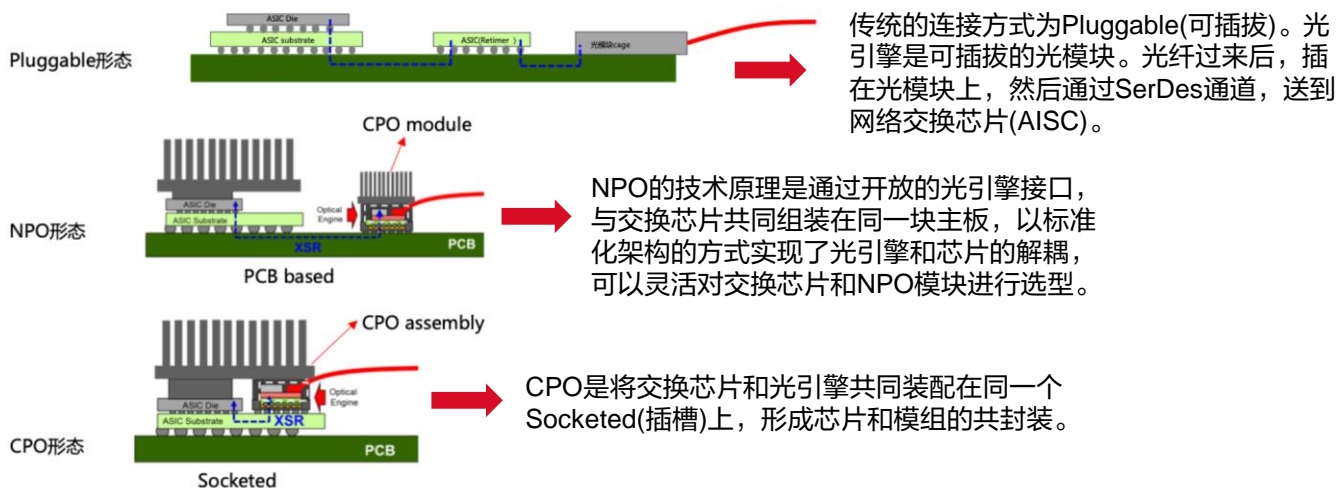 ASIC Die
ASIC substrate
ASIC(Retimer )
光模块cage
Pluggable形态
传统的连接方式为Pluggable(可插拔)。光
引擎是可插拔的光模块。光纤过来后，插
在光模块上，然后通过SerDes通道，送到
网络交换芯片(AISC)。
CPO module
ASIC Die
ASIC Substrate
Optical
Engine
XSR
PCB
NPO形态
PCB based
NPO的技术原理是通过开放的光引擎接口，
与交换芯片共同组装在同一块主板，以标准
化架构的方式实现了光引擎和芯片的解耦，
可以灵活对交换芯片和NPO模块进行选型。
CPO assembly
ASIC Die
ASIC Substrate
XSR
Optical
Engine
PCB
CPO形态
Socketed
CPO是将交换芯片和光引擎共同装配在同一个
Socketed(插槽)上，形成芯片和模组的共封装。